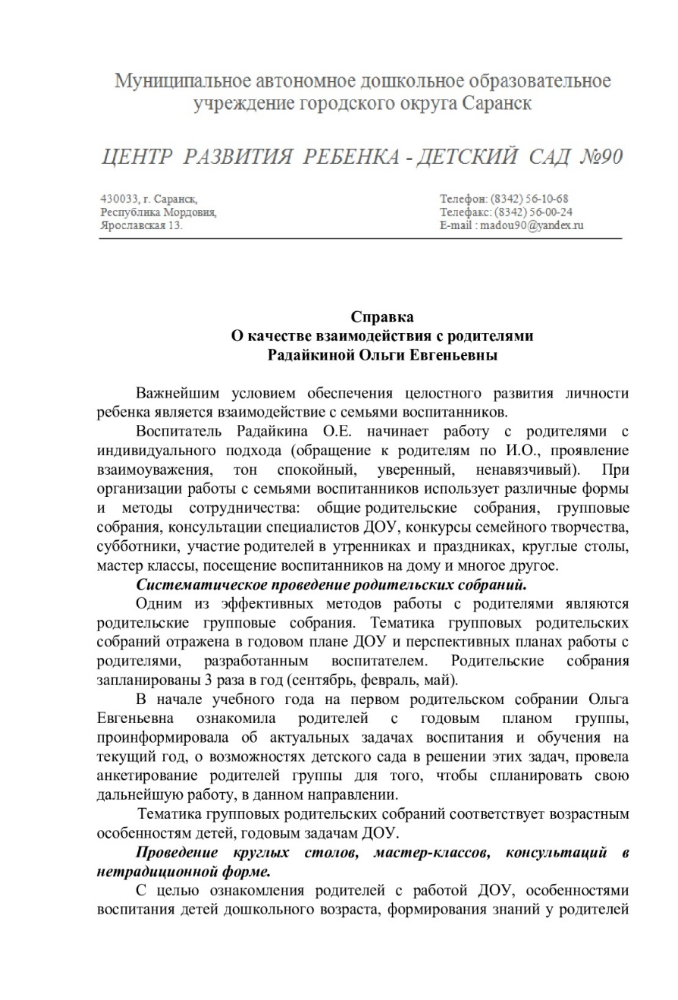 Муниципальное автономное дошкольное образовательное
учреждение городского округа Саранск
ЦЕНТР РАЗВИТИЯ РЕБЕНКА - ДЕТСКИЙ САД №90
430033, г. Саранск,
Республика Мордовия,
Ярославская 13.
Телефон: (8342) 56-10-68
Телефакс: (8342) 56-00-24
E-mail : madou90@yandex.ru
Справка
О качестве взаимодействия с родителями
Радайкиной Ольги Евгеньевны
Важнейшим условием обеспечения целостного развития личности
ребенка является взаимодействие с семьями воспитанников.
Воспитатель Радайкина О.Е. начинает работу с родителями с
индивидуального подхода (обращение к родителям по И.О., проявление
взаимоуважения, тон спокойный, уверенный, ненавязчивый). При
организации работы с семьями воспитанников использует различные формы
и методы сотрудничества: общие родительские собрания, групповые
собрания, консультации специалистов ДОУ, конкурсы семейного творчества,
субботники, участие родителей в утренниках и праздниках, круглые столы,
мастер классы, посещение воспитанников на дому и многое другое.
Систематическое проведение родительских собраний.
Одним из эффективных методов работы с родителями являются
родительские групповые собрания. Тематика групповых родительских
собраний отражена в годовом плане ДОУ и перспективных планах работы с
родителями, разработанным воспитателем. Родительские собрания
запланированы 3 раза в год (сентябрь, февраль, май).
В начале учебного года на первом родительском собрании Ольга
Евгеньевна ознакомила родителей с годовым планом группы,
проинформировала об актуальных задачах воспитания и обучения на
текущий год, о возможностях детского сада в решении этих задач, провела
анкетирование родителей группы для того, чтобы спланировать свою
дальнейшую работу, в данном направлении.
Тематика групповых родительских собраний соответствует возрастным
особенностям детей, годовым задачам ДОУ.
Проведение круглых столов, мастер-классов, консультаций в
нетрадиционной форме.
С целью ознакомления родителей с работой ДОУ, особенностями
воспитания детей дошкольного возраста, формирования знаний у родителей